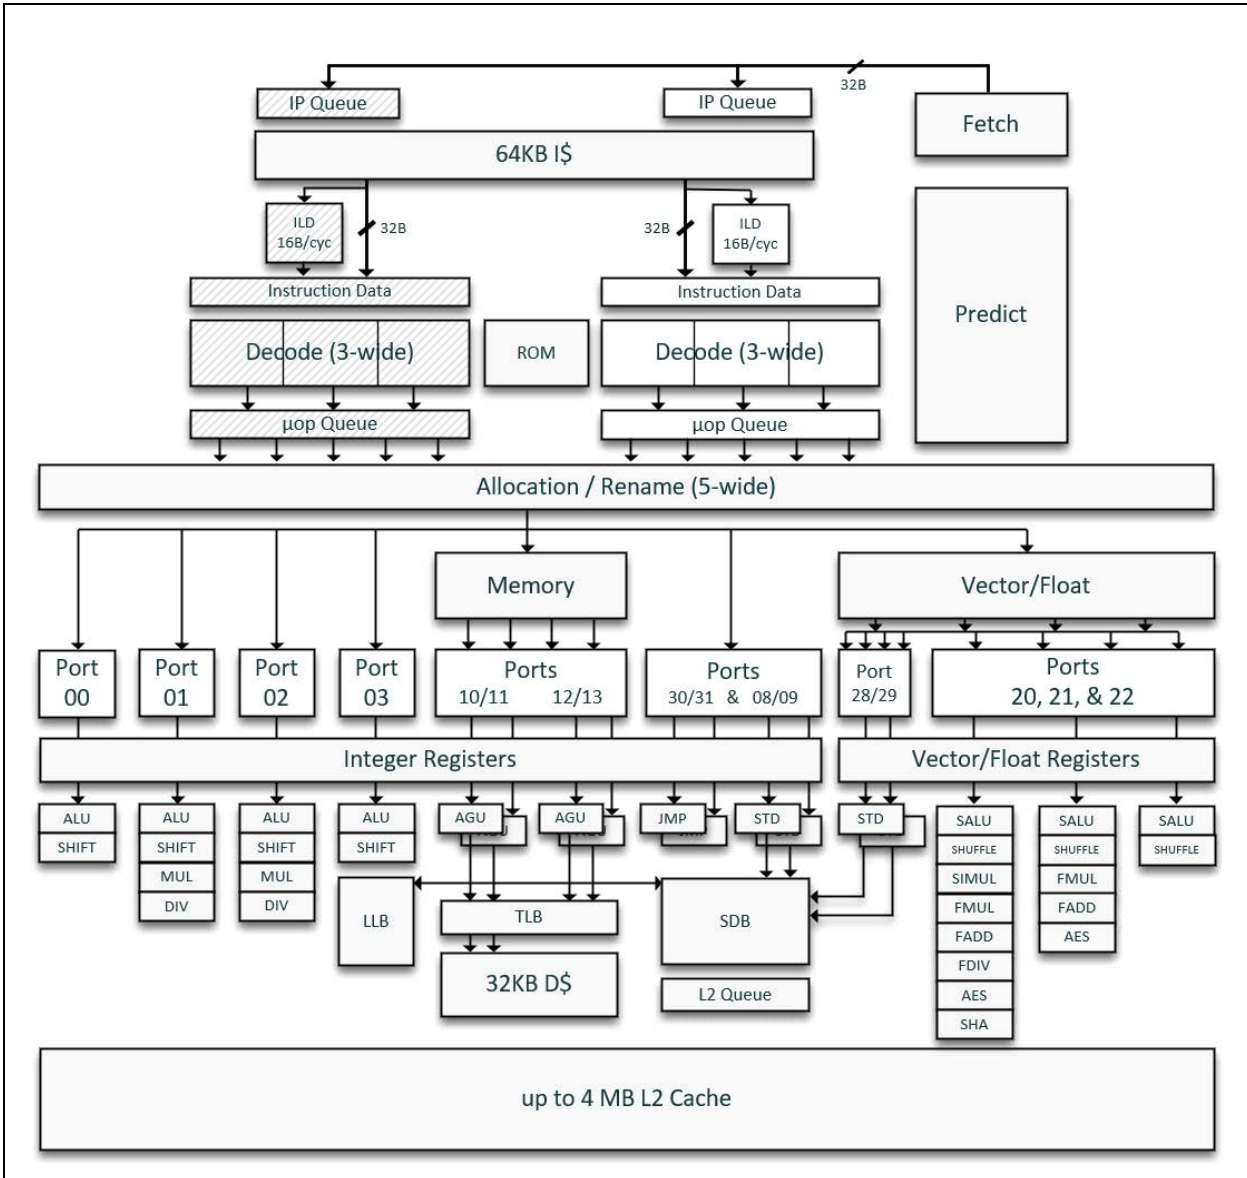 32B
IP Queue
IP Queue
Fetch
64KB I$
ILD
16B/cyc
32B
32B
ILD
16B/cyc
Instruction Data
Instruction Data
Predict
Decode (3-wide)
ROM
Decode (3-wide)
μop Queue
μop Queue
Allocation / Rename (5-wide)
Memory
Vector/Float
Port
00
Port
01
Port
02
Port
03
Ports
10/11 12/13
Ports
30/31 & 08/09
Port
28/29
Ports
20, 21, & 22
Integer Registers
Vector/Float Registers
ALU
SHIFT
ALU
SHIFT
MUL
DIV
ALU
SHIFT
MUL
DIV
ALU
SHIFT
AGU
AGU
JMP
STD
STD
SALU
SHUFFLE
SIMUL
FMUL
FADD
FDIV
AES
SHA
SALU
SHUFFLE
FMUL
FADD
AES
SALU
SHUFFLE
LLB
TLB
SDB
32KB D$
L2 Queue
up to 4 MB L2 Cache